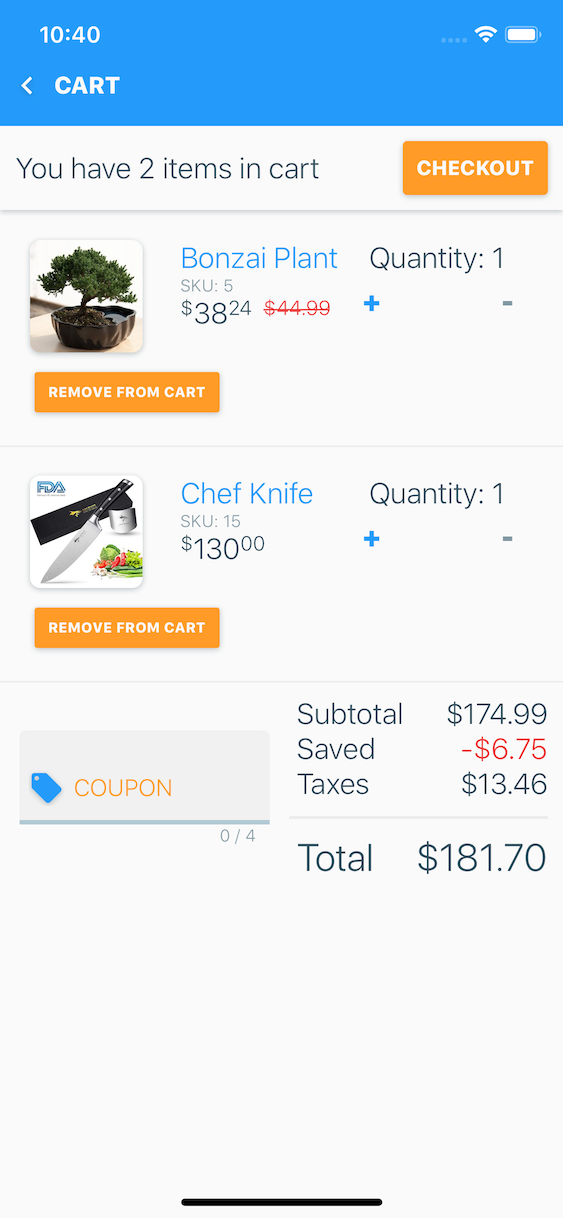 10:40
CART
You have 2 items in cart
CHECKOUT
Bonzai Plant
Quantity: 1
SKU: 5
$38 24 $44.99
+ -
REMOVE FROM CART
FDA
Chef Knife
Quantity: 1
SKU: 15
$130 00
+ -
REMOVE FROM CART
Subtotal $174.99
Saved -$6.75
Taxes $13.46
COUPON
0 / 4
Total $181.70